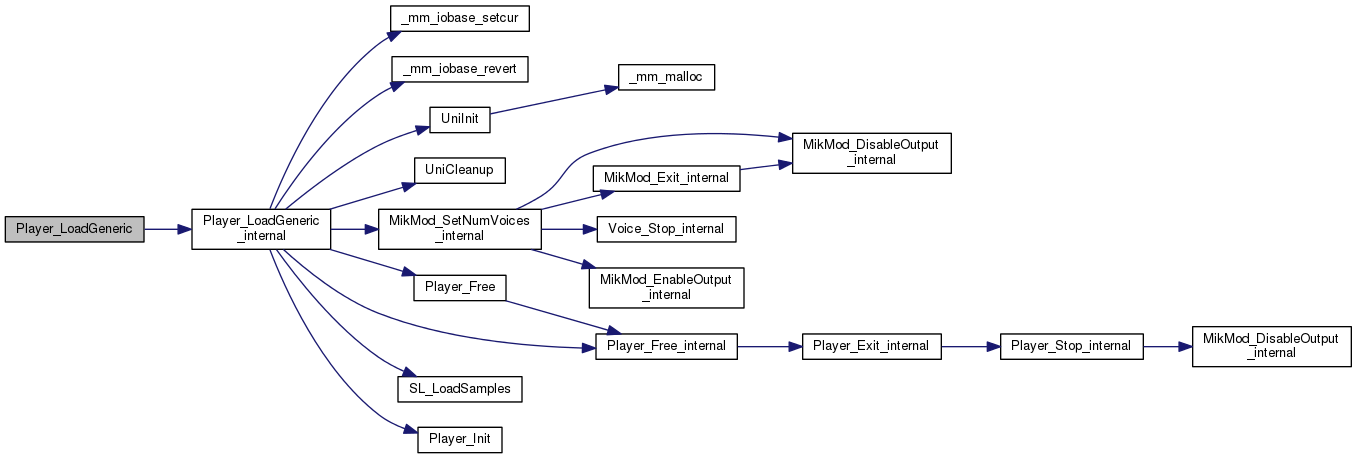 _mm_iobase_setcur
_mm_iobase_revert
_mm_malloc
UniInit
MikMod_DisableOutput
_internal
UniCleanup
MikMod_Exit_internal
Player_LoadGeneric
Player_LoadGeneric
_internal
MikMod_SetNumVoices
_internal
Voice_Stop_internal
MikMod_EnableOutput
_internal
Player_Free
Player_Free_internal
Player_Exit_internal
Player_Stop_internal
MikMod_DisableOutput
_internal
SL_LoadSamples
Player_Init